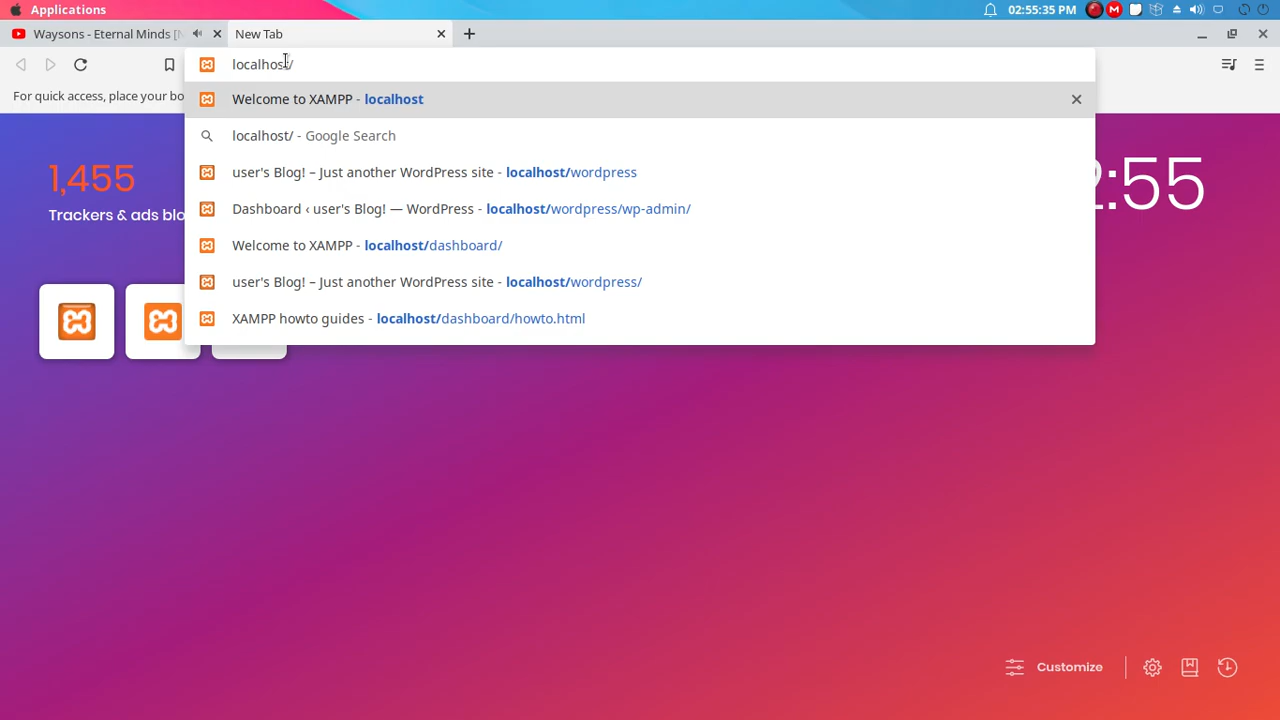 Applications
02:55:35 PM
Waysons - Eternal Minds [N
New Tab
localhost/
Welcome to XAMPP - localhost
For quick access, place your bo
localhost/ - Google Search
1,455
user's Blog! – Just another WordPress site - localhost/wordpress
2:55
Trackers & ads blo
Dashboard ‹ user's Blog! — WordPress - localhost/wordpress/wp-admin/
Welcome to XAMPP - localhost/dashboard/
user's Blog! – Just another WordPress site - localhost/wordpress/
XAMPP howto guides - localhost/dashboard/howto.html
Customize